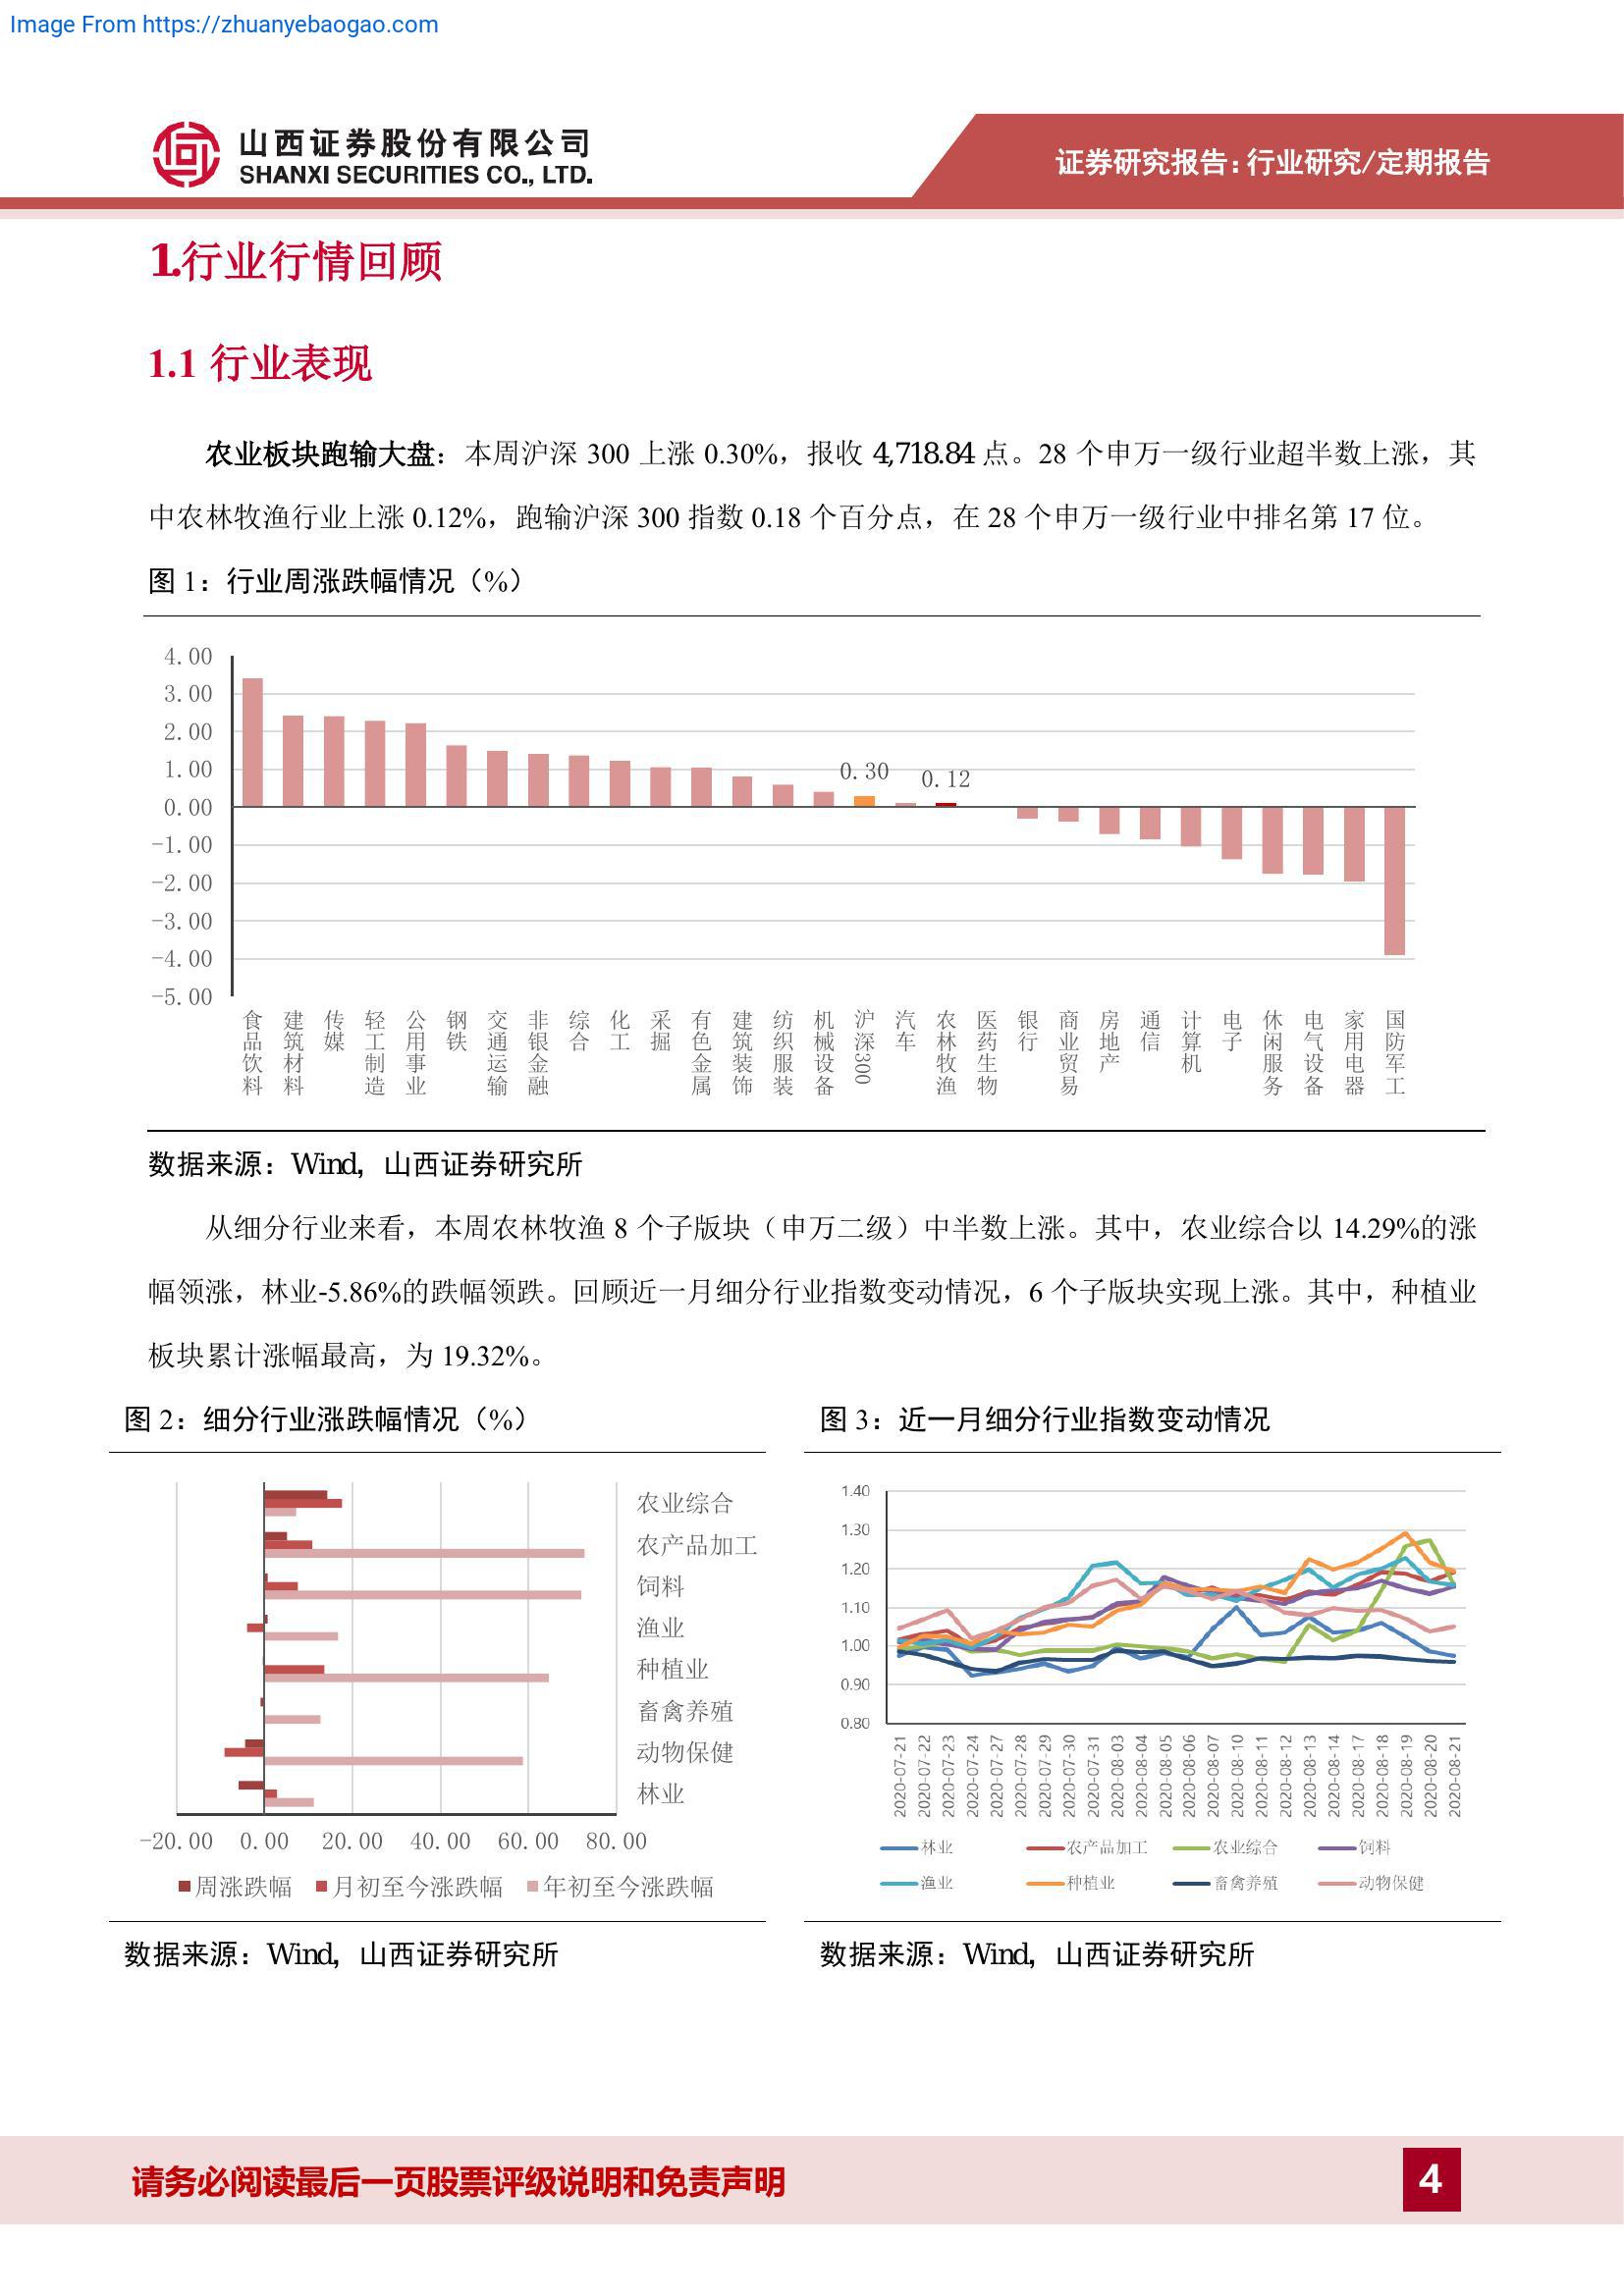 Image From https://zhuanyebaogao.com
山西证券股份有限公司
SHANXI SECURITIES CO., LTD.
证券研究报告：行业研究/定期报告
1.行业行情回顾
1.1 行业表现
农业板块跑输大盘：本周沪深 300 上涨 0.30%，报收 4,718.84 点。28 个申万一级行业超半数上涨，其
中农林牧渔行业上涨 0.12%，跑输沪深 300 指数 0.18 个百分点，在 28 个申万一级行业中排名第 17 位。
图 1：行业周涨跌幅情况（%）
4.00
3.00
2.00
1.00
0.00
-1.00
-2.00
-3.00
-4.00
-5.00
0.30
0.12
食品饮料
建筑材料
传媒
轻工制造
公用事业
钢铁
交通运输
非银金融
综合
化工
采掘
有色金属
建筑装饰
纺织服装
机械设备
沪深300
汽车
农林牧渔
医药生物
银行
商业贸易
房地产
通信
计算机
电子
休闲服务
电气设备
家用电器
国防军工
数据来源：Wind，山西证券研究所
从细分行业来看，本周农林牧渔 8 个子版块（申万二级）中半数上涨。其中，农业综合以 14.29%的涨
幅领涨，林业-5.86%的跌幅领跌。回顾近一月细分行业指数变动情况，6 个子版块实现上涨。其中，种植业
板块累计涨幅最高，为 19.32%。
图 2：细分行业涨跌幅情况（%）
农业综合
农产品加工
饲料
渔业
种植业
畜禽养殖
动物保健
林业
-20.00 0.00 20.00 40.00 60.00 80.00
周涨跌幅 月初至今涨跌幅 年初至今涨跌幅
数据来源：Wind，山西证券研究所
图 3：近一月细分行业指数变动情况
1.40
1.30
1.20
1.10
1.00
0.90
0.80
2020-07-21
2020-07-22
2020-07-23
2020-07-24
2020-07-27
2020-07-28
2020-07-29
2020-07-30
2020-07-31
2020-08-03
2020-08-04
2020-08-05
2020-08-06
2020-08-07
2020-08-10
2020-08-11
2020-08-12
2020-08-13
2020-08-14
2020-08-17
2020-08-18
2020-08-19
2020-08-20
2020-08-21
林业 农产品加工 农业综合 饲料
渔业 种植业 畜禽养殖 动物保健
数据来源：Wind，山西证券研究所
请务必阅读最后一页股票评级说明和免责声明
4